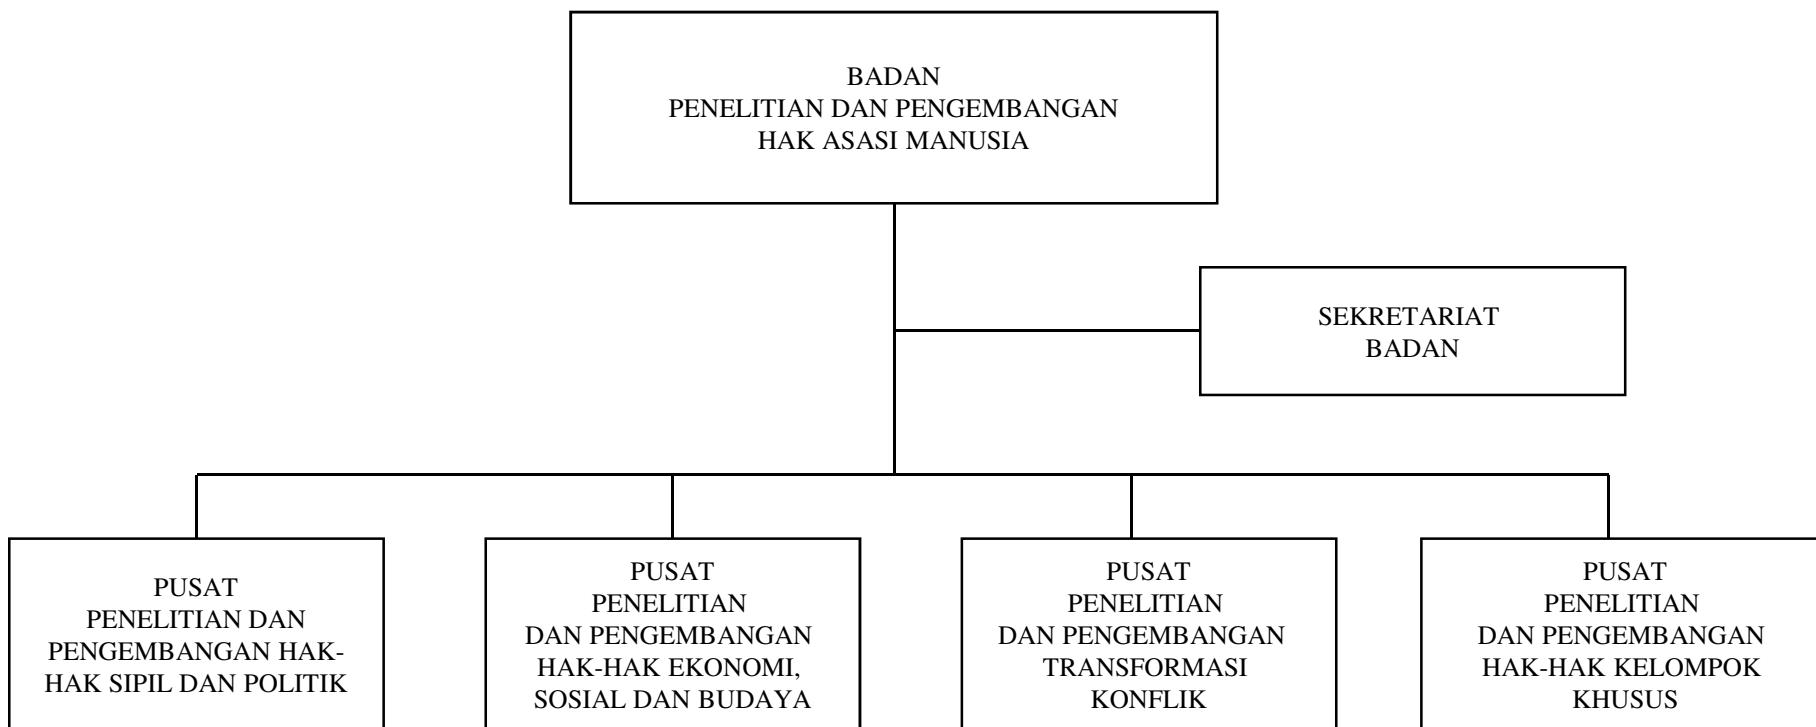 BADAN
PENELITIAN DAN PENGEMBANGAN
HAK ASASI MANUSIA
SEKRETARIAT
BADAN
PUSAT
PENELITIAN DAN
PENGEMBANGAN HAK-
HAK SIPIL DAN POLITIK
PUSAT
PENELITIAN
DAN PENGEMBANGAN
HAK-HAK EKONOMI,
SOSIAL DAN BUDAYA
PUSAT
PENELITIAN
DAN PENGEMBANGAN
TRANSFORMASI
KONFLIK
PUSAT
PENELITIAN
DAN PENGEMBANGAN
HAK-HAK KELOMPOK
KHUSUS